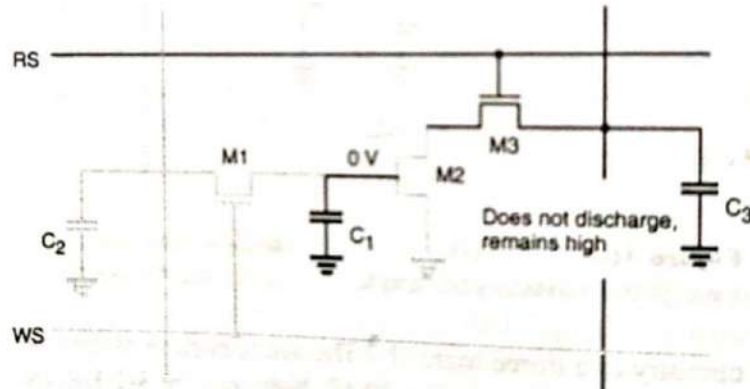 RS
M3
M1
0 V
M2
C3
C1
C2
Does not discharge,
remains high
WS